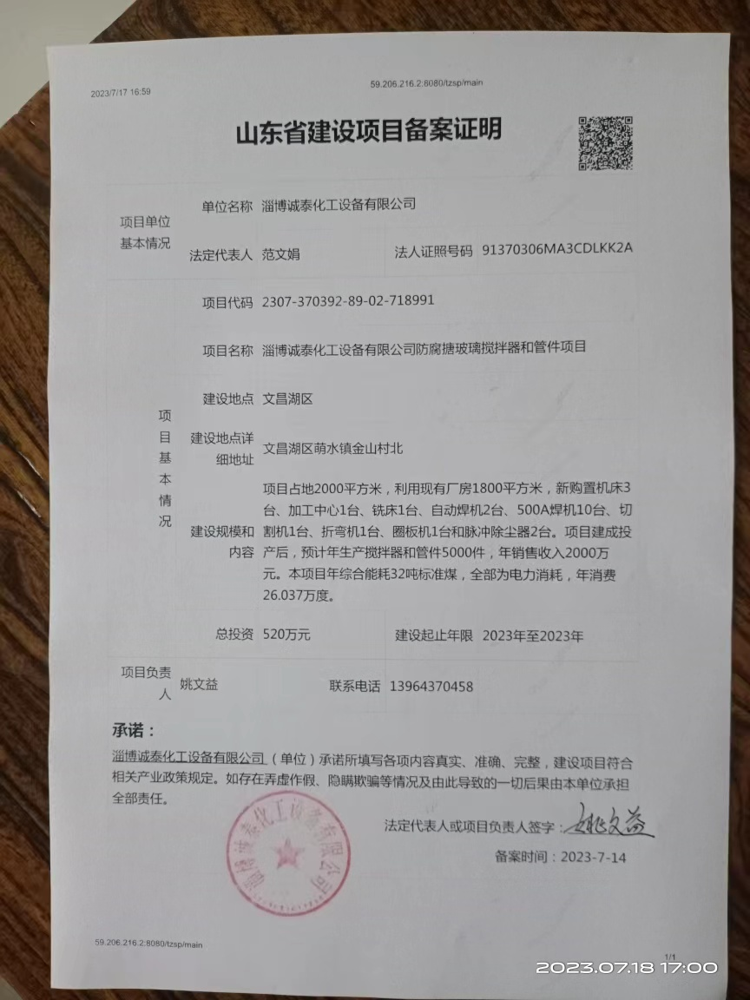 2023/7/17 16:59
59.206.216.2:8080/tzsp/main
山东省建设项目备案证明
项目单位
基本情况
单位名称 淄博诚泰化工设备有限公司
法定代表人 范文娟 法人证照号码 91370306MA3CDLKK2A
项目基本情况
项目代码 2307-370392-89-02-718991
项目名称 淄博诚泰化工设备有限公司防腐搪玻璃搅拌器和管件项目
建设地点 文昌湖区
建设地点详
细地址
文昌湖区萌水镇金山村北
建设规模和
内容
项目占地2000平方米，利用现有厂房1800平方米，新购置机床3
台、加工中心1台、铣床1台、自动焊机2台、500A焊机10台、切
割机1台、折弯机1台、圈板机1台和脉冲除尘器2台。项目建成投
产后，预计年生产搅拌器和管件5000件，年销售收入2000万
元。本项目年综合能耗32吨标准煤，全部为电力消耗，年消费
26.037万度。
总投资 520万元 建设起止年限 2023年至2023年
项目负责
人
姚文益 联系电话 13964370458
承诺：
淄博诚泰化工设备有限公司（单位）承诺所填写各项内容真实、准确、完整，建设项目符合
相关产业政策规定。如存在弄虚作假、隐瞒欺骗等情况及由此导致的一切后果由本单位承担
全部责任。
淄博诚泰化工设备有限公司
法定代表人或项目负责人签字：姚文益
备案时间：2023-7-14
59.206.216.2:8080/tzsp/main
1/1
2023.07.18 17:00